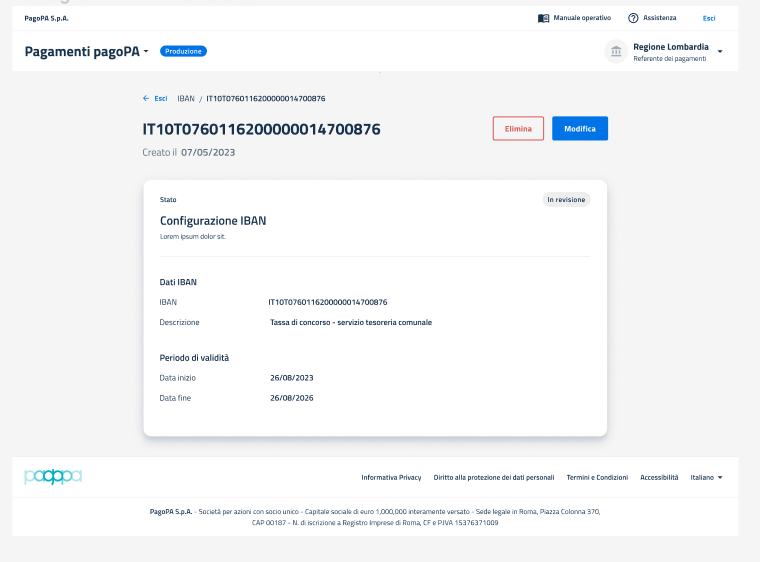 PagoPA S.p.A.
Manuale operativo
Assistenza
Esci
Pagamenti pagoPA
Produzione
Regione Lombardia
Referente dei pagamenti
Esci IBAN / IT10T0760116200000014700876
IT10T0760116200000014700876
Elimina
Modifica
Creato il 07/05/2023
Stato
In revisione
Configurazione IBAN
Lorem ipsum dolor sit.
Dati IBAN
IBAN IT10T0760116200000014700876
Descrizione Tassa di concorso - servizio tesoreria comunale
Periodo di validità
Data inizio 26/08/2023
Data fine 26/08/2026
pagopa
Informativa Privacy
Diritto alla protezione dei dati personali
Termini e Condizioni
Accessibilità
Italiano
PagoPA S.p.A. - Società per azioni con socio unico - Capitale sociale di euro 1,000,000 interamente versato - Sede legale in Roma, Piazza Colonna 370,
CAP 00187 - N. di iscrizione a Registro Imprese di Roma, CF e P.IVA 15376371009